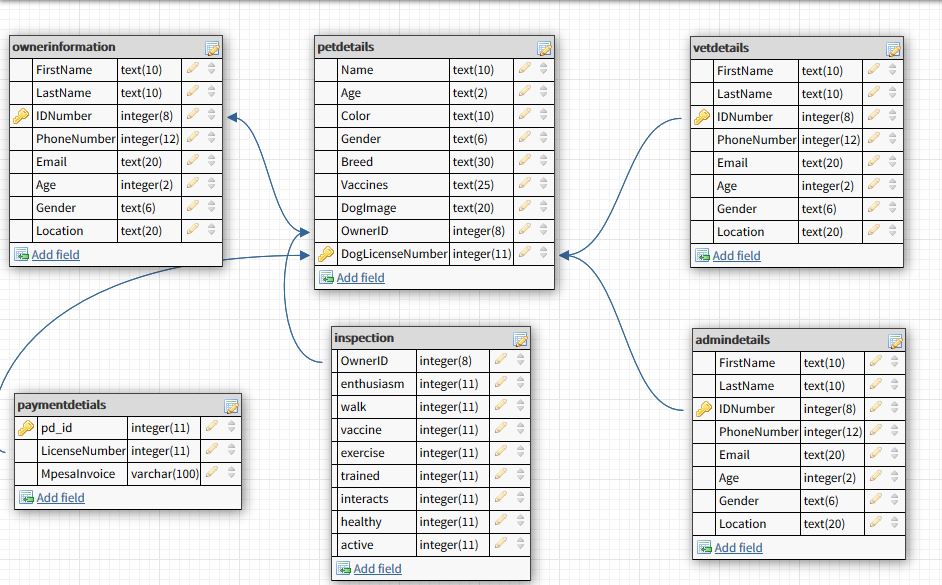 ownerinformation
FirstName text(10)
LastName text(10)
IDNumber integer(8)
PhoneNumber integer(12)
Email text(20)
Age integer(2)
Gender text(6)
Location text(20)
Add field
petdetails
Name text(10)
Age text(2)
Color text(10)
Gender text(6)
Breed text(30)
Vaccines text(25)
DogImage text(20)
OwnerID integer(8)
DogLicenseNumber integer(11)
Add field
vetdetails
FirstName text(10)
LastName text(10)
IDNumber integer(8)
PhoneNumber integer(12)
Email text(20)
Age integer(2)
Gender text(6)
Location text(20)
Add field
paymentdetials
pd_id integer(11)
LicenseNumber integer(11)
MpesaInvoice varchar(100)
Add field
inspection
OwnerID integer(8)
enthusiasm integer(11)
walk integer(11)
vaccine integer(11)
exercise integer(11)
trained integer(11)
interacts integer(11)
healthy integer(11)
active integer(11)
Add field
admindetails
FirstName text(10)
LastName text(10)
IDNumber integer(8)
PhoneNumber integer(12)
Email text(20)
Age integer(2)
Gender text(6)
Location text(20)
Add field